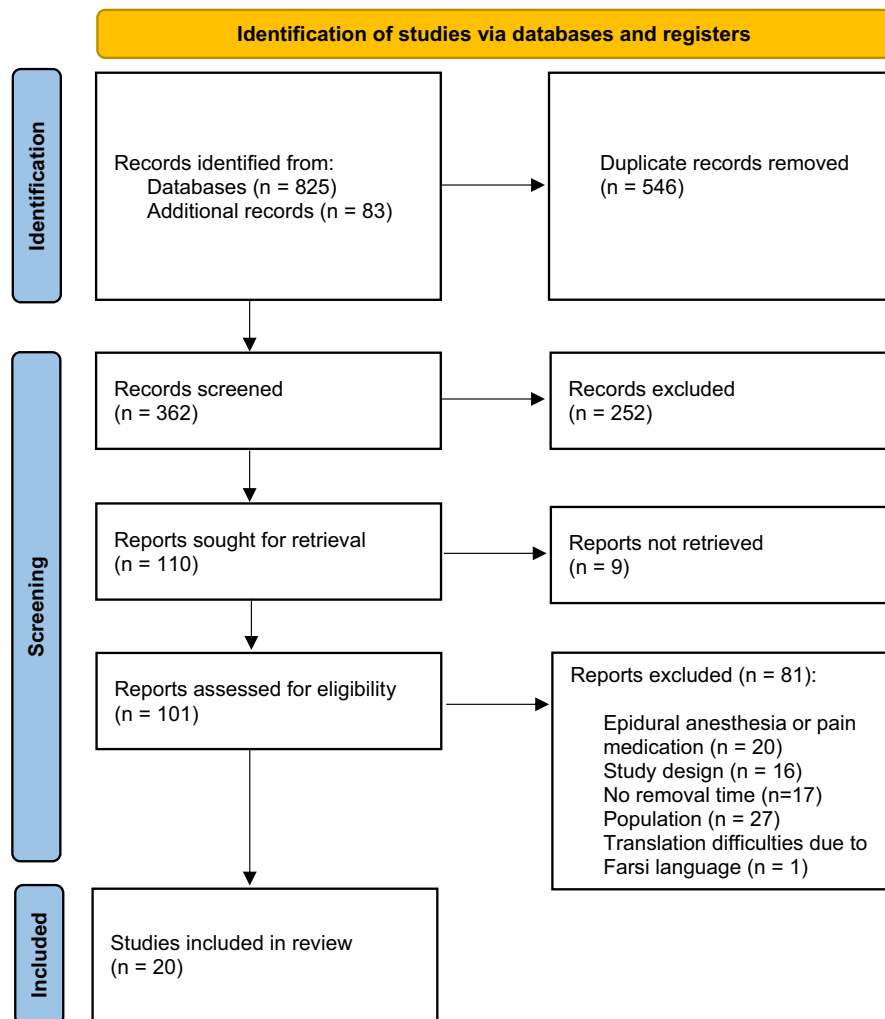 Identification of studies via databases and registers
Identification
Records identified from:
Databases (n = 825)
Additional records (n = 83)
Duplicate records removed
(n = 546)
Screening
Records screened
(n = 362)
Records excluded
(n = 252)
Reports sought for retrieval
(n = 110)
Reports not retrieved
(n = 9)
Reports assessed for eligibility
(n = 101)
Reports excluded (n = 81):
Epidural anesthesia or pain
medication (n = 20)
Study design (n = 16)
No removal time (n=17)
Population (n = 27)
Translation difficulties due to
Farsi language (n = 1)
Included
Studies included in review
(n = 20)